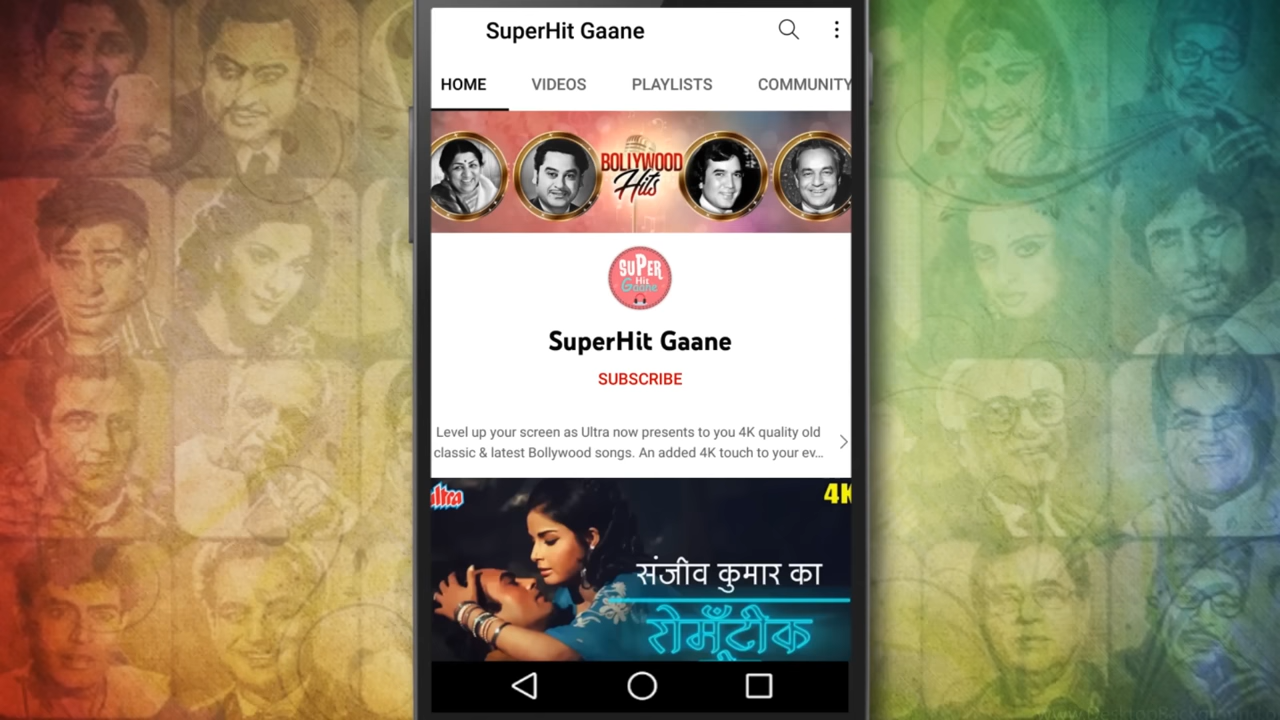 SuperHit Gaane
HOME VIDEOS PLAYLISTS COMMUNITY
BOLLYWOOD
Hits
SUPER
Hit
Gaane
SuperHit Gaane
SUBSCRIBE
Level up your screen as Ultra now presents to you 4K quality old
classic & latest Bollywood songs. An added 4K touch to your ev...
ultra 4K
संजीव कुमार का
रोमँटीक